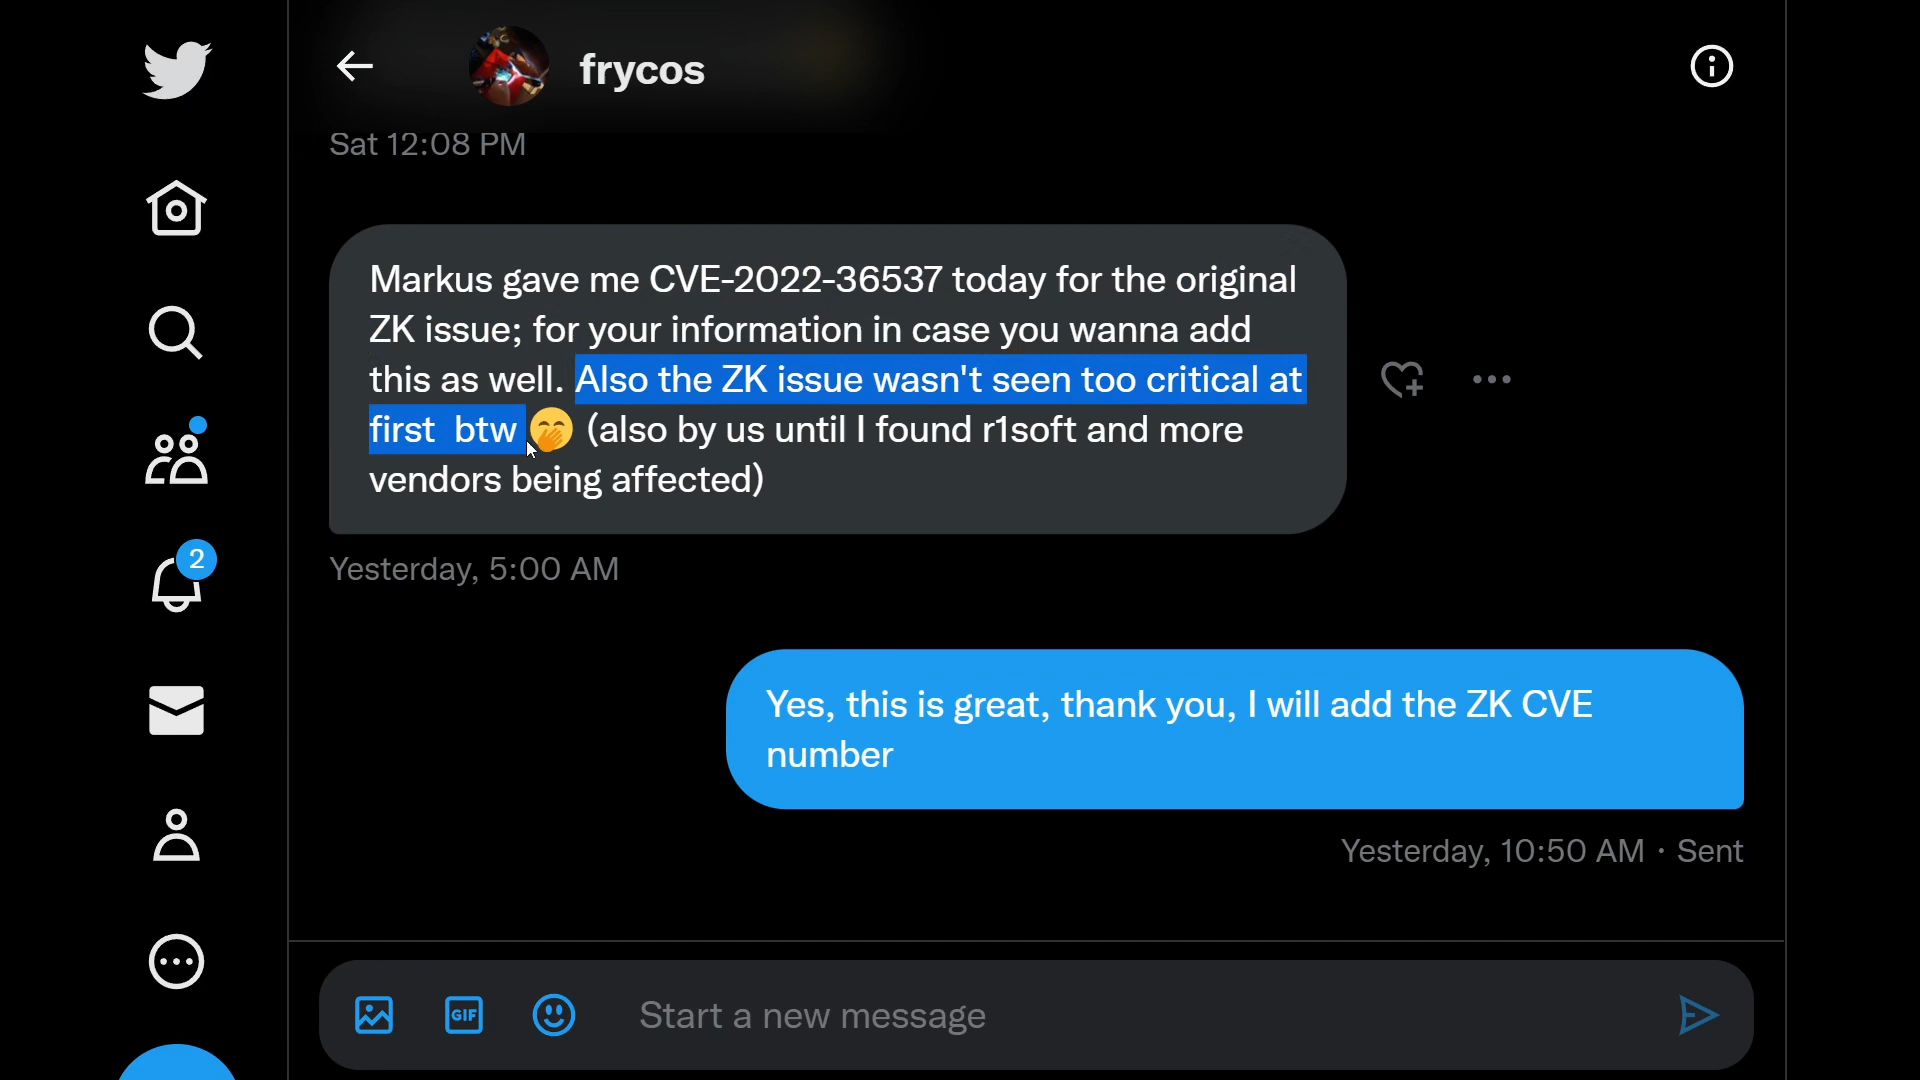 frycos
Sat 12:08 PM
Markus gave me CVE-2022-36537 today for the original
ZK issue; for your information in case you wanna add
this as well. Also the ZK issue wasn't seen too critical at
first  btw 🤭 (also by us until I found r1soft and more
vendors being affected)
Yesterday, 5:00 AM
2
Yes, this is great, thank you, I will add the ZK CVE
number
Yesterday, 10:50 AM · Sent
GIF
Start a new message